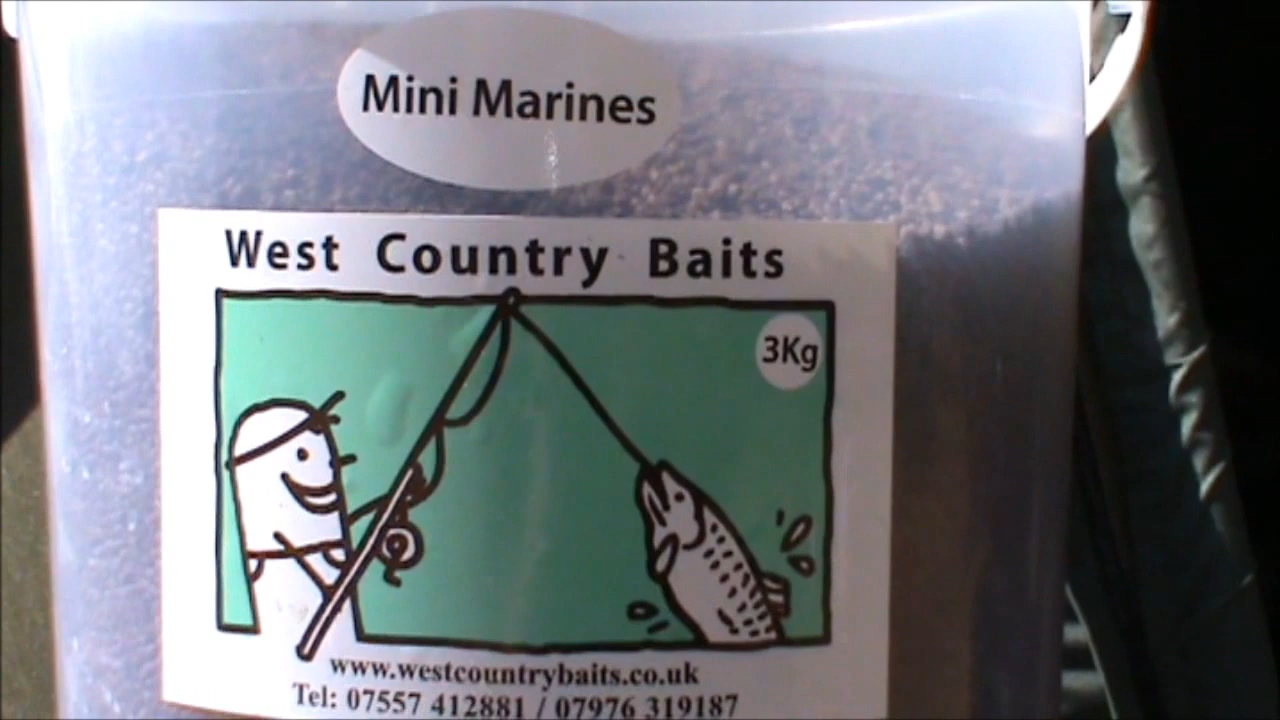 Mini Marines
West Country Baits
3Kg
www.westcountrybaits.co.uk
Tel: 07557 412881 / 07976 319187